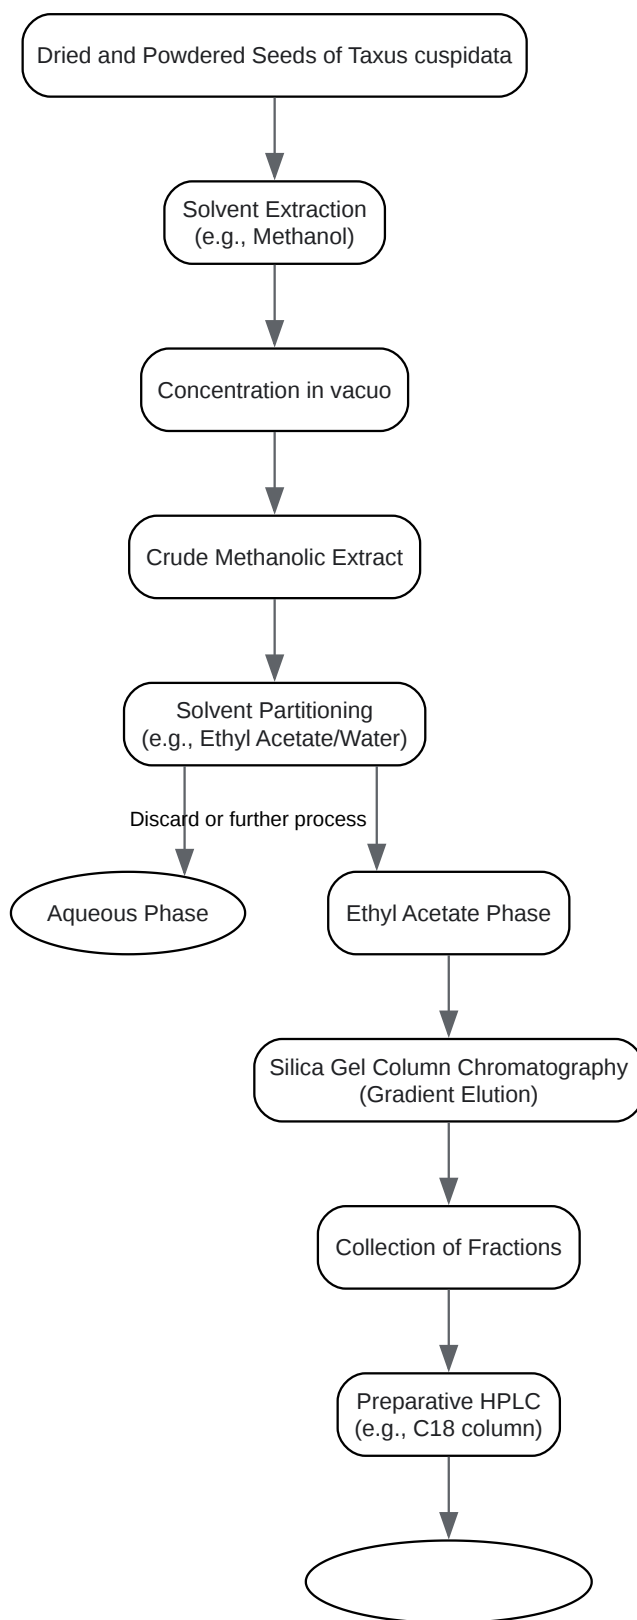 Dried and Powdered Seeds of Taxus cuspidata
Solvent Extraction
(e.g., Methanol)
Concentration in vacuo
Crude Methanolic Extract
Solvent Partitioning
(e.g., Ethyl Acetate/Water)
Discard or further process
Aqueous Phase
Ethyl Acetate Phase
Silica Gel Column Chromatography
(Gradient Elution)
Collection of Fractions
Preparative HPLC
(e.g., C18 column)